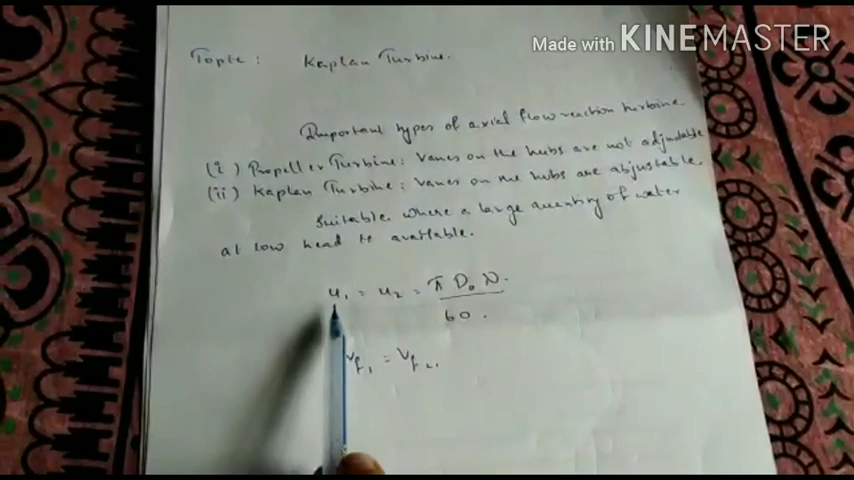 Made with KINEMASTER
Topic : Kaplan Turbine.
Important types of axial flow reaction turbine.
(i) Propeller Turbine : Vanes on the hubs are not adjustable
(ii) Kaplan Turbine : Vanes on the hubs are abjustable.
Suitable where a large quantity of water
at low head is available.
u₁ = u₂ = π D₀ N
60 .
Vf₁ = Vf₂.